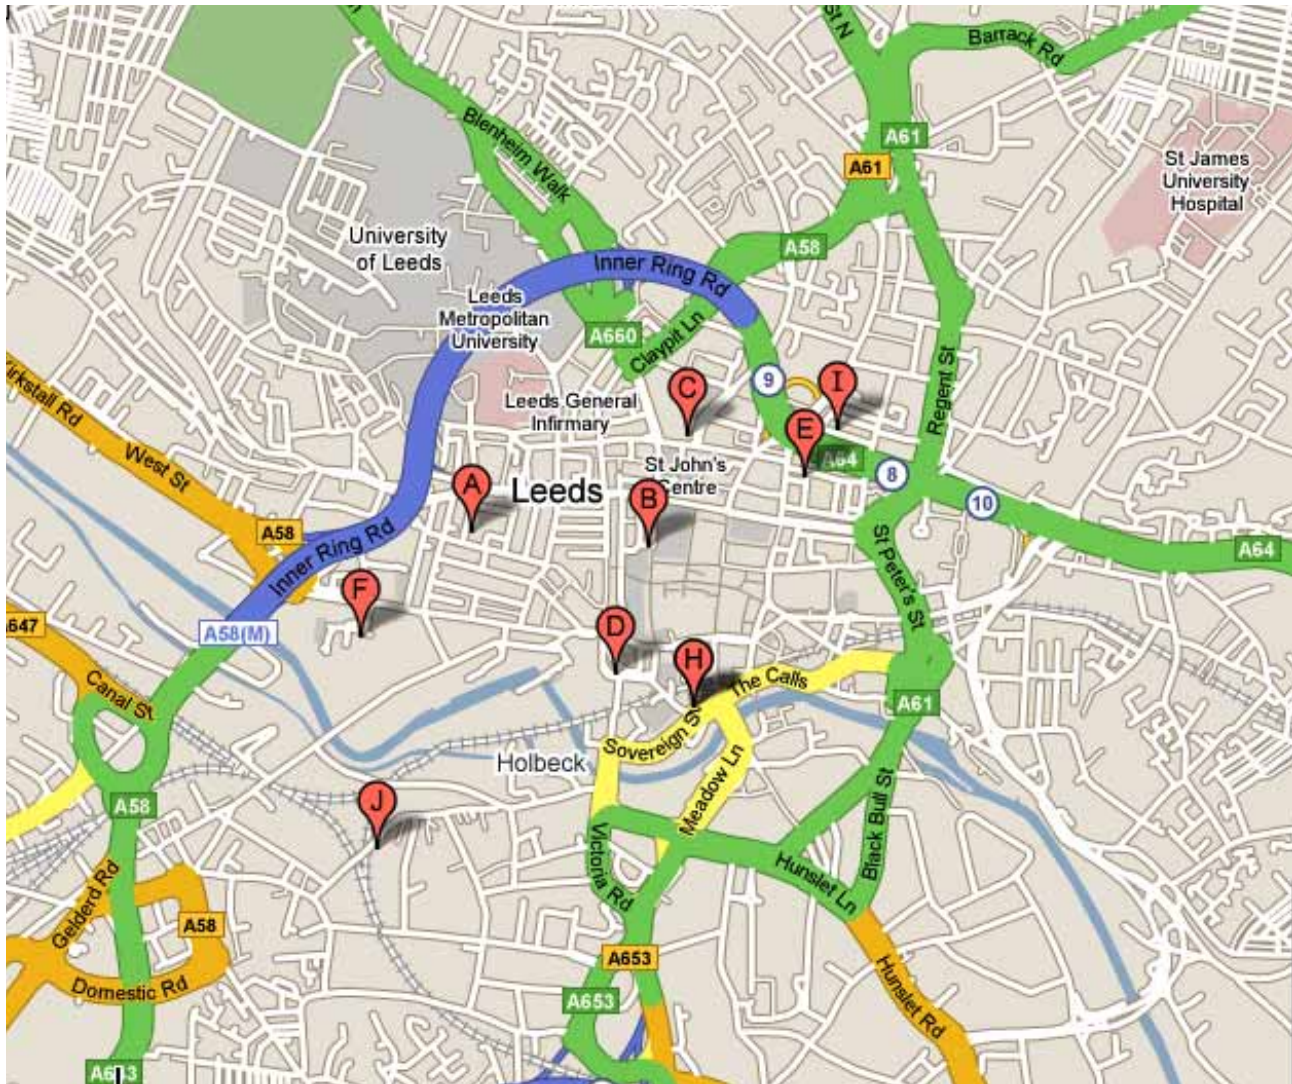 St N
Barrack Rd
A61
A61
St James
University
Hospital
Blenheim Walk
University
of Leeds
A58
Inner Ring Rd
Leeds
Metropolitan
University
A660
Claypit Ln
9
I
C
Regent St
Leeds General
Infirmary
E
A64
8
10
A64
irkstall Rd
West St
St John's
Centre
A
Leeds
B
A58
Inner Ring Rd
St Peter's St
F
A58(M)
647
D
H
The Calls
Canal St
A61
Sovereign St
Holbeck
Meadow Ln
A58
J
Black Bull St
Victoria Rd
Hunslet Ln
Gelderd Rd
A58
A653
Hunslet Rd
Domestic Rd
A653